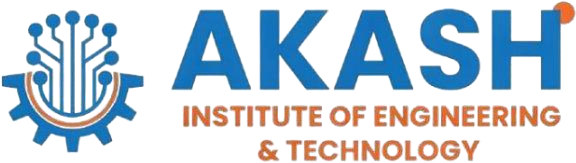 AKASH
INSTITUTE OF ENGINEERING
& TECHNOLOGY